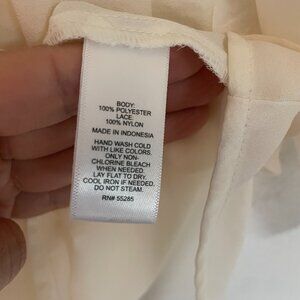 BODY:
100% POLYESTER
LACE:
100% NYLON
MADE IN INDONESIA
HAND WASH COLD
WITH LIKE COLORS.
ONLY NON-
CHLORINE BLEACH
WHEN NEEDED.
LAY FLAT TO DRY.
COOL IRON IF NEEDED.
DO NOT STEAM.
RN# 55285